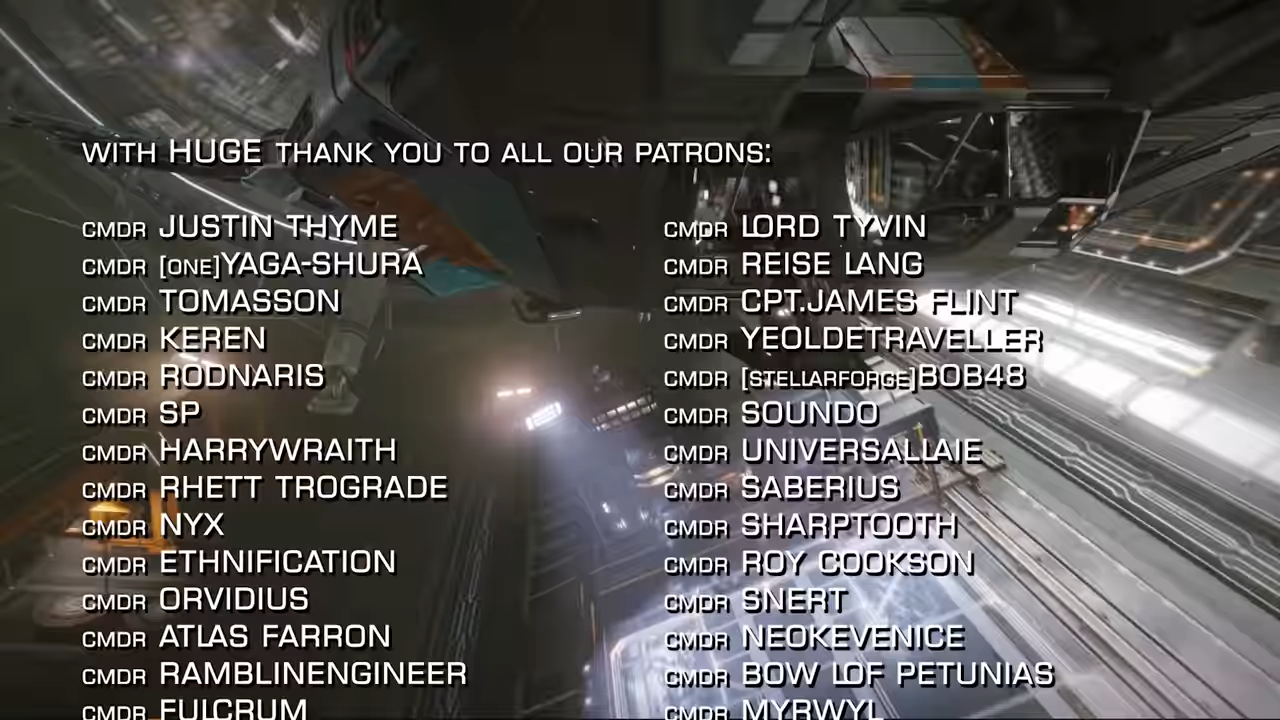 WITH HUGE THANK YOU TO ALL OUR PATRONS:
CMDR JUSTIN THYME
CMDR [ONE]YAGA-SHURA
CMDR TOMASSON
CMDR KEREN
CMDR RODNARIS
CMDR SP
CMDR HARRYWRAITH
CMDR RHETT TROGRADE
CMDR NYX
CMDR ETHNIFICATION
CMDR ORVIDIUS
CMDR ATLAS FARRON
CMDR RAMBLINENGINEER
CMDR FULCRUM
CMDR LORD TYVIN
CMDR REISE LANG
CMDR CPT.JAMES FLINT
CMDR YEOLDETRAVELLER
CMDR [STELLARFORGE]BOB48
CMDR SOUNDO
CMDR UNIVERSALLAIE
CMDR SABERIUS
CMDR SHARPTOOTH
CMDR ROY COOKSON
CMDR SNERT
CMDR NEOKEVENICE
CMDR BOW LOF PETUNIAS
CMDR MYRWYL